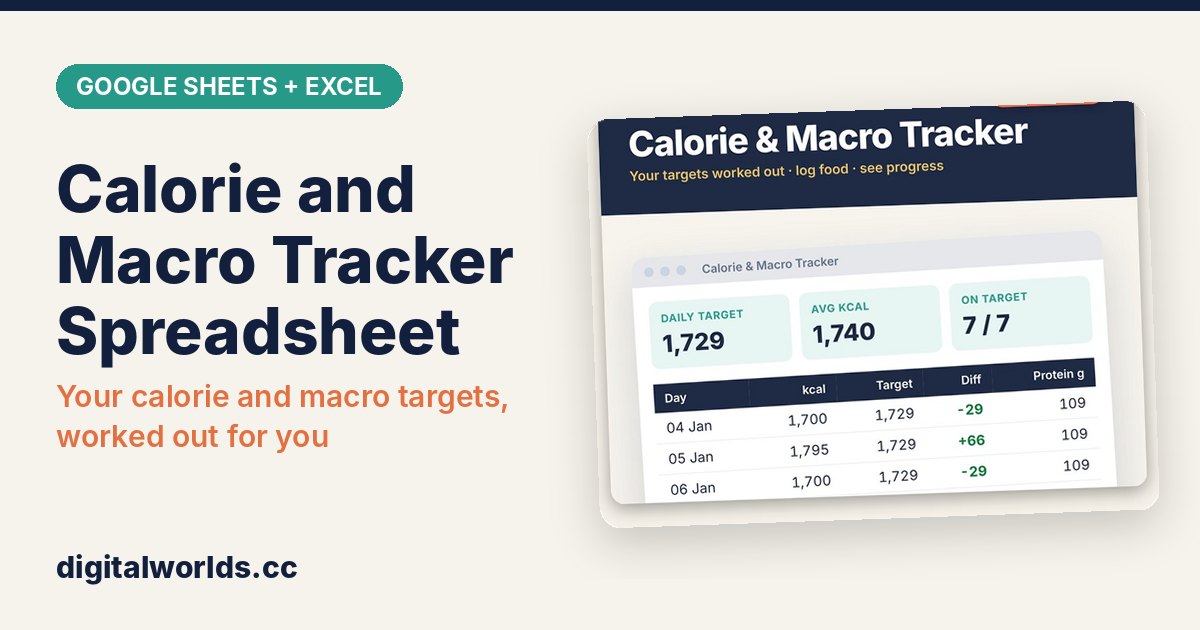 GOOGLE SHEETS + EXCEL
Calorie and
Macro Tracker
Spreadsheet
Your calorie and macro targets,
worked out for you
digitalworlds.cc
Calorie & Macro Tracker
Your targets worked out · log food · see progress
Calorie & Macro Tracker
DAILY TARGET AVG KCAL ON TARGET
1,729 1,740 7 / 7
Day kcal Target Diff Protein g
04 Jan 1,700 1,729 -29 109
05 Jan 1,795 1,729 +66 109
06 Jan 1,700 1,729 -29 109